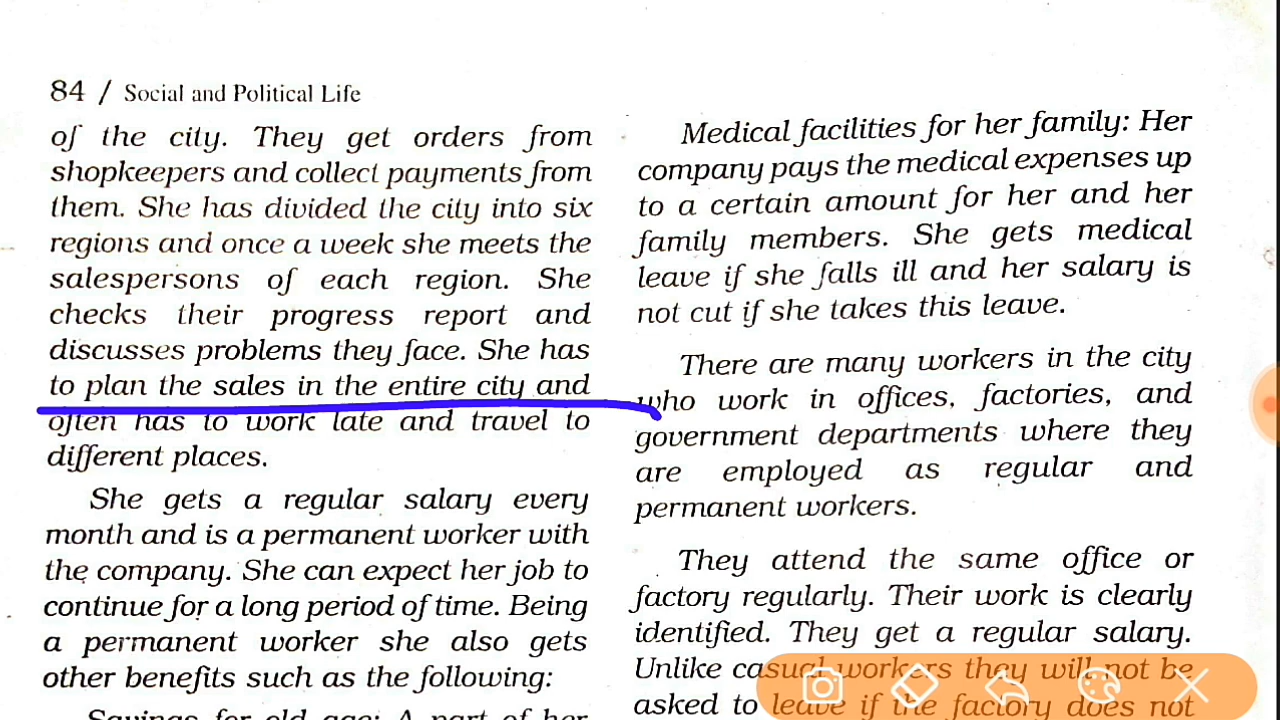 84 / Social and Political Life
of the city. They get orders from
shopkeepers and collect payments from
them. She has divided the city into six
regions and once a week she meets the
salespersons of each region. She
checks their progress report and
discusses problems they face. She has
to plan the sales in the entire city and
often has to work late and travel to
different places.
She gets a regular salary every
month and is a permanent worker with
the company. She can expect her job to
continue for a long period of time. Being
a permanent worker she also gets
other benefits such as the following:
Savings for old age: A part of her
Medical facilities for her family: Her
company pays the medical expenses up
to a certain amount for her and her
family members. She gets medical
leave if she falls ill and her salary is
not cut if she takes this leave.
There are many workers in the city
who work in offices, factories, and
government departments where they
are employed as regular and
permanent workers.
They attend the same office or
factory regularly. Their work is clearly
identified. They get a regular salary.
Unlike casual workers they will not be
asked to leave if the factory does not